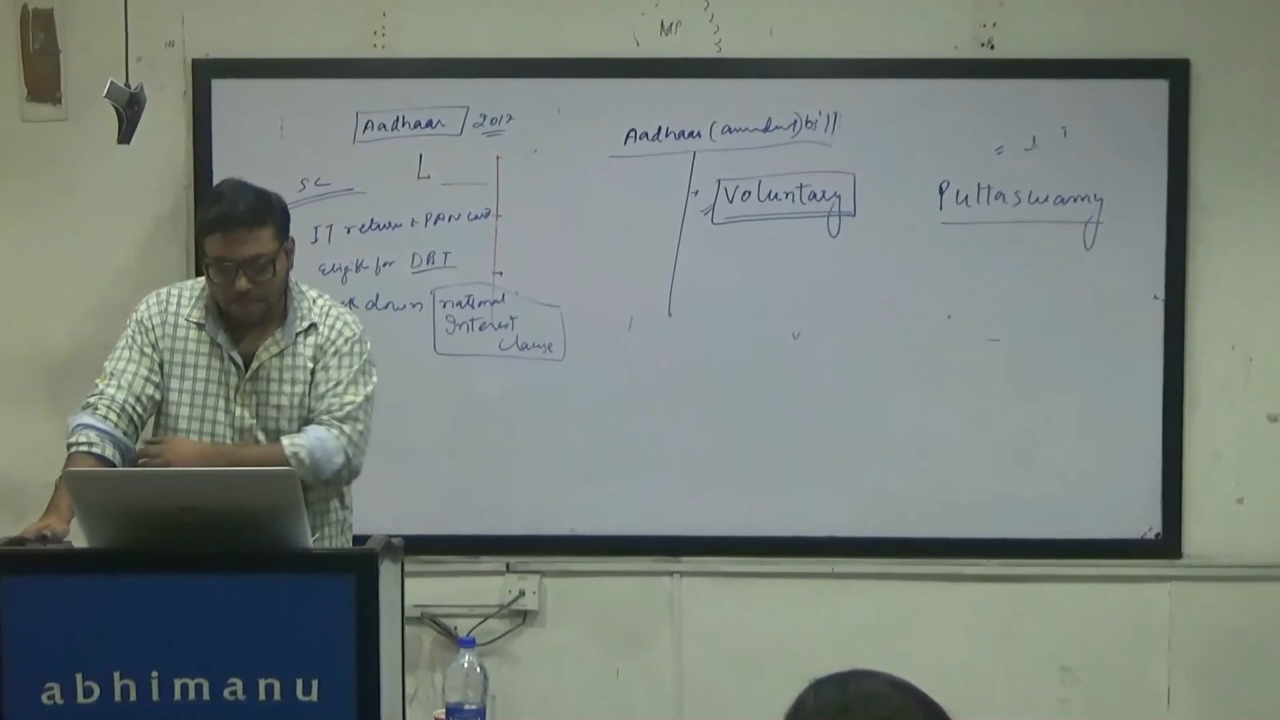 MP
Aadhaar 2017
L
SC
IT return + PAN card
eligible for DBT
down national
Interest
Clause
Aadhaar (amendment) bill
Voluntary
Puttaswamy
abhimanu